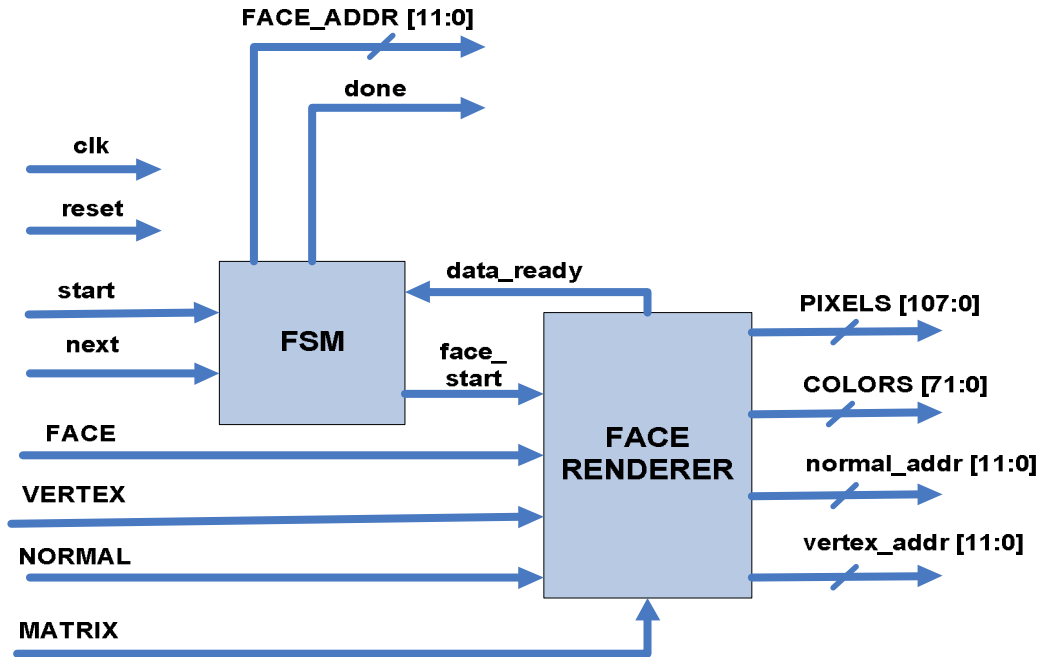 FACE_ADDR [11:0]
done
clk
reset
start
next
FSM
data_ready
face_
start
PIXELS [107:0]
COLORS [71:0]
normal_addr [11:0]
vertex_addr [11:0]
FACE
RENDERER
FACE
VERTEX
NORMAL
MATRIX